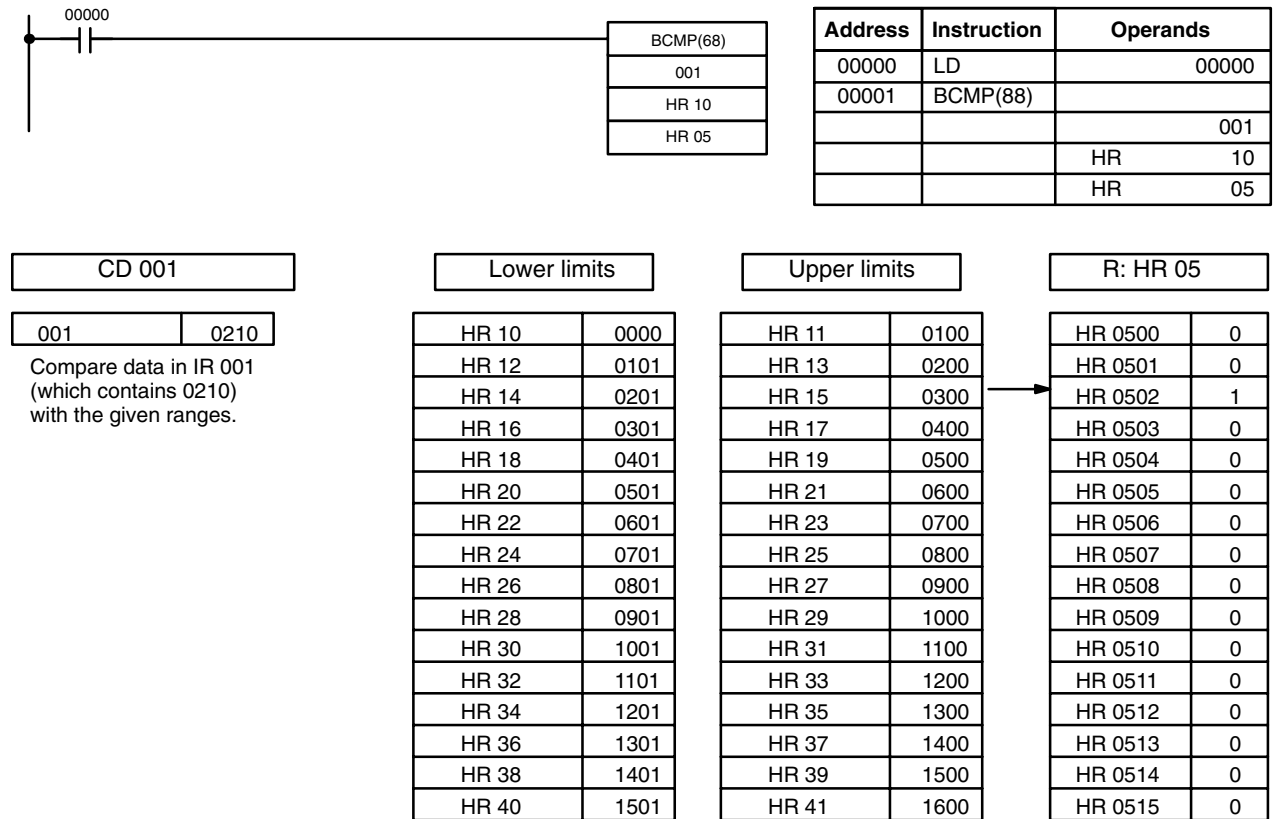 00000
BCMP(68)
001
HR 10
HR 05
Address Instruction Operands
00000 LD 00000
00001 BCMP(88)
001
HR 10
HR 05
CD 001
001 0210
Compare data in IR 001
(which contains 0210)
with the given ranges.
Lower limits Upper limits R: HR 05
HR 10 0000 HR 11 0100 HR 0500 0
HR 12 0101 HR 13 0200 HR 0501 0
HR 14 0201 HR 15 0300 HR 0502 1
HR 16 0301 HR 17 0400 HR 0503 0
HR 18 0401 HR 19 0500 HR 0504 0
HR 20 0501 HR 21 0600 HR 0505 0
HR 22 0601 HR 23 0700 HR 0506 0
HR 24 0701 HR 25 0800 HR 0507 0
HR 26 0801 HR 27 0900 HR 0508 0
HR 28 0901 HR 29 1000 HR 0509 0
HR 30 1001 HR 31 1100 HR 0510 0
HR 32 1101 HR 33 1200 HR 0511 0
HR 34 1201 HR 35 1300 HR 0512 0
HR 36 1301 HR 37 1400 HR 0513 0
HR 38 1401 HR 39 1500 HR 0514 0
HR 40 1501 HR 41 1600 HR 0515 0